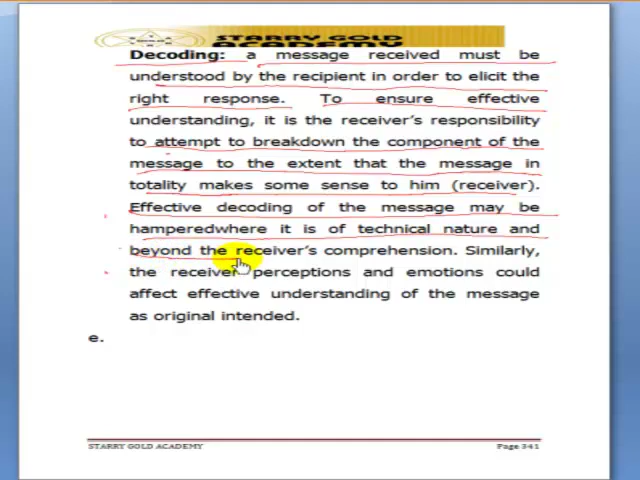 STARRY GOLD
ACADEMY
Decoding: a message received must be
understood by the recipient in order to elicit the
right response. To ensure effective
understanding, it is the receiver's responsibility
to attempt to breakdown the component of the
message to the extent that the message in
totality makes some sense to him (receiver).
Effective decoding of the message may be
hamperedwhere it is of technical nature and
beyond the receiver's comprehension. Similarly,
the receiver perceptions and emotions could
affect effective understanding of the message
as original intended.
e.
STARRY GOLD ACADEMY Page 341